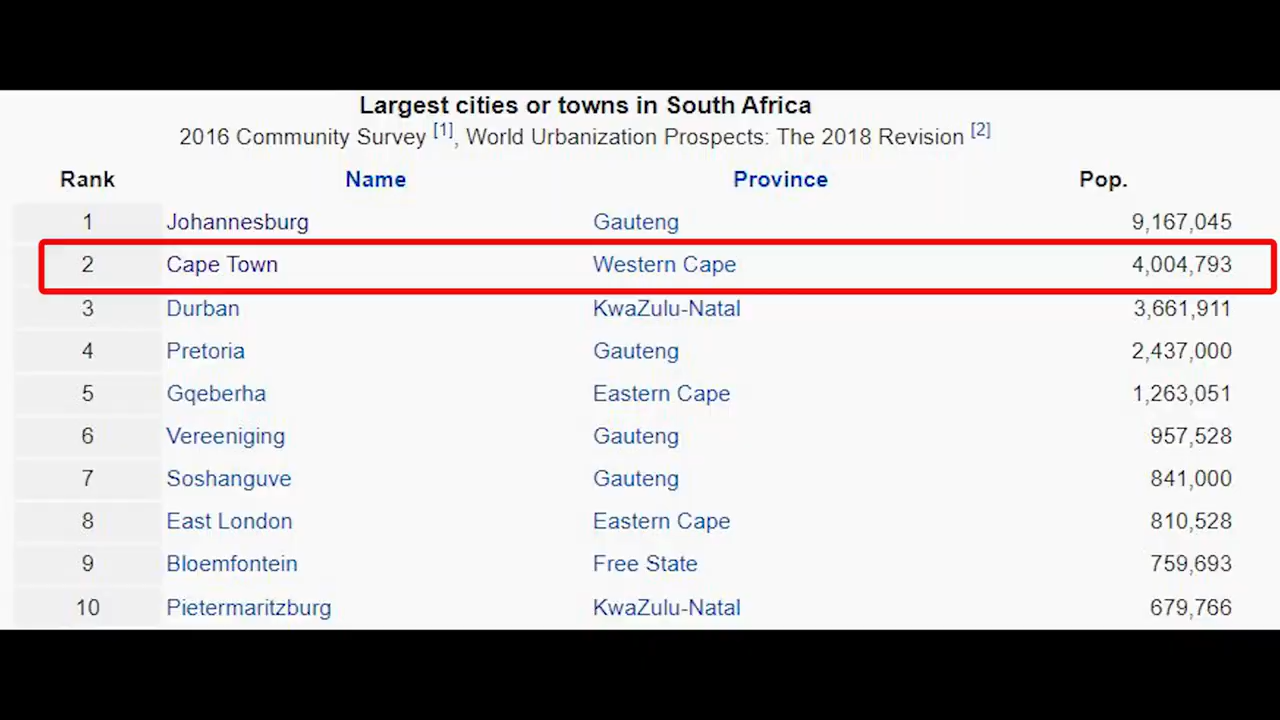 Largest cities or towns in South Africa
2016 Community Survey [1], World Urbanization Prospects: The 2018 Revision [2]
Rank Name Province Pop.
1 Johannesburg Gauteng 9,167,045
2 Cape Town Western Cape 4,004,793
3 Durban KwaZulu-Natal 3,661,911
4 Pretoria Gauteng 2,437,000
5 Gqeberha Eastern Cape 1,263,051
6 Vereeniging Gauteng 957,528
7 Soshanguve Gauteng 841,000
8 East London Eastern Cape 810,528
9 Bloemfontein Free State 759,693
10 Pietermaritzburg KwaZulu-Natal 679,766